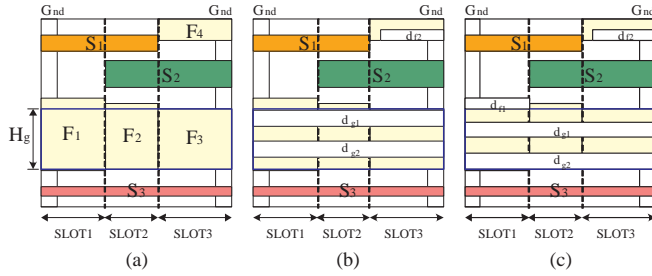 Gnd Gnd
S1 F4
S2
Hg F1 F2 F3
S3
SLOT1 SLOT2 SLOT3
(a)
Gnd Gnd
S1 df2
S2
dg1
dg2
S3
SLOT1 SLOT2 SLOT3
(b)
Gnd Gnd
S1 df2
S2
df1
dg1
dg2
S3
SLOT1 SLOT2 SLOT3
(c)